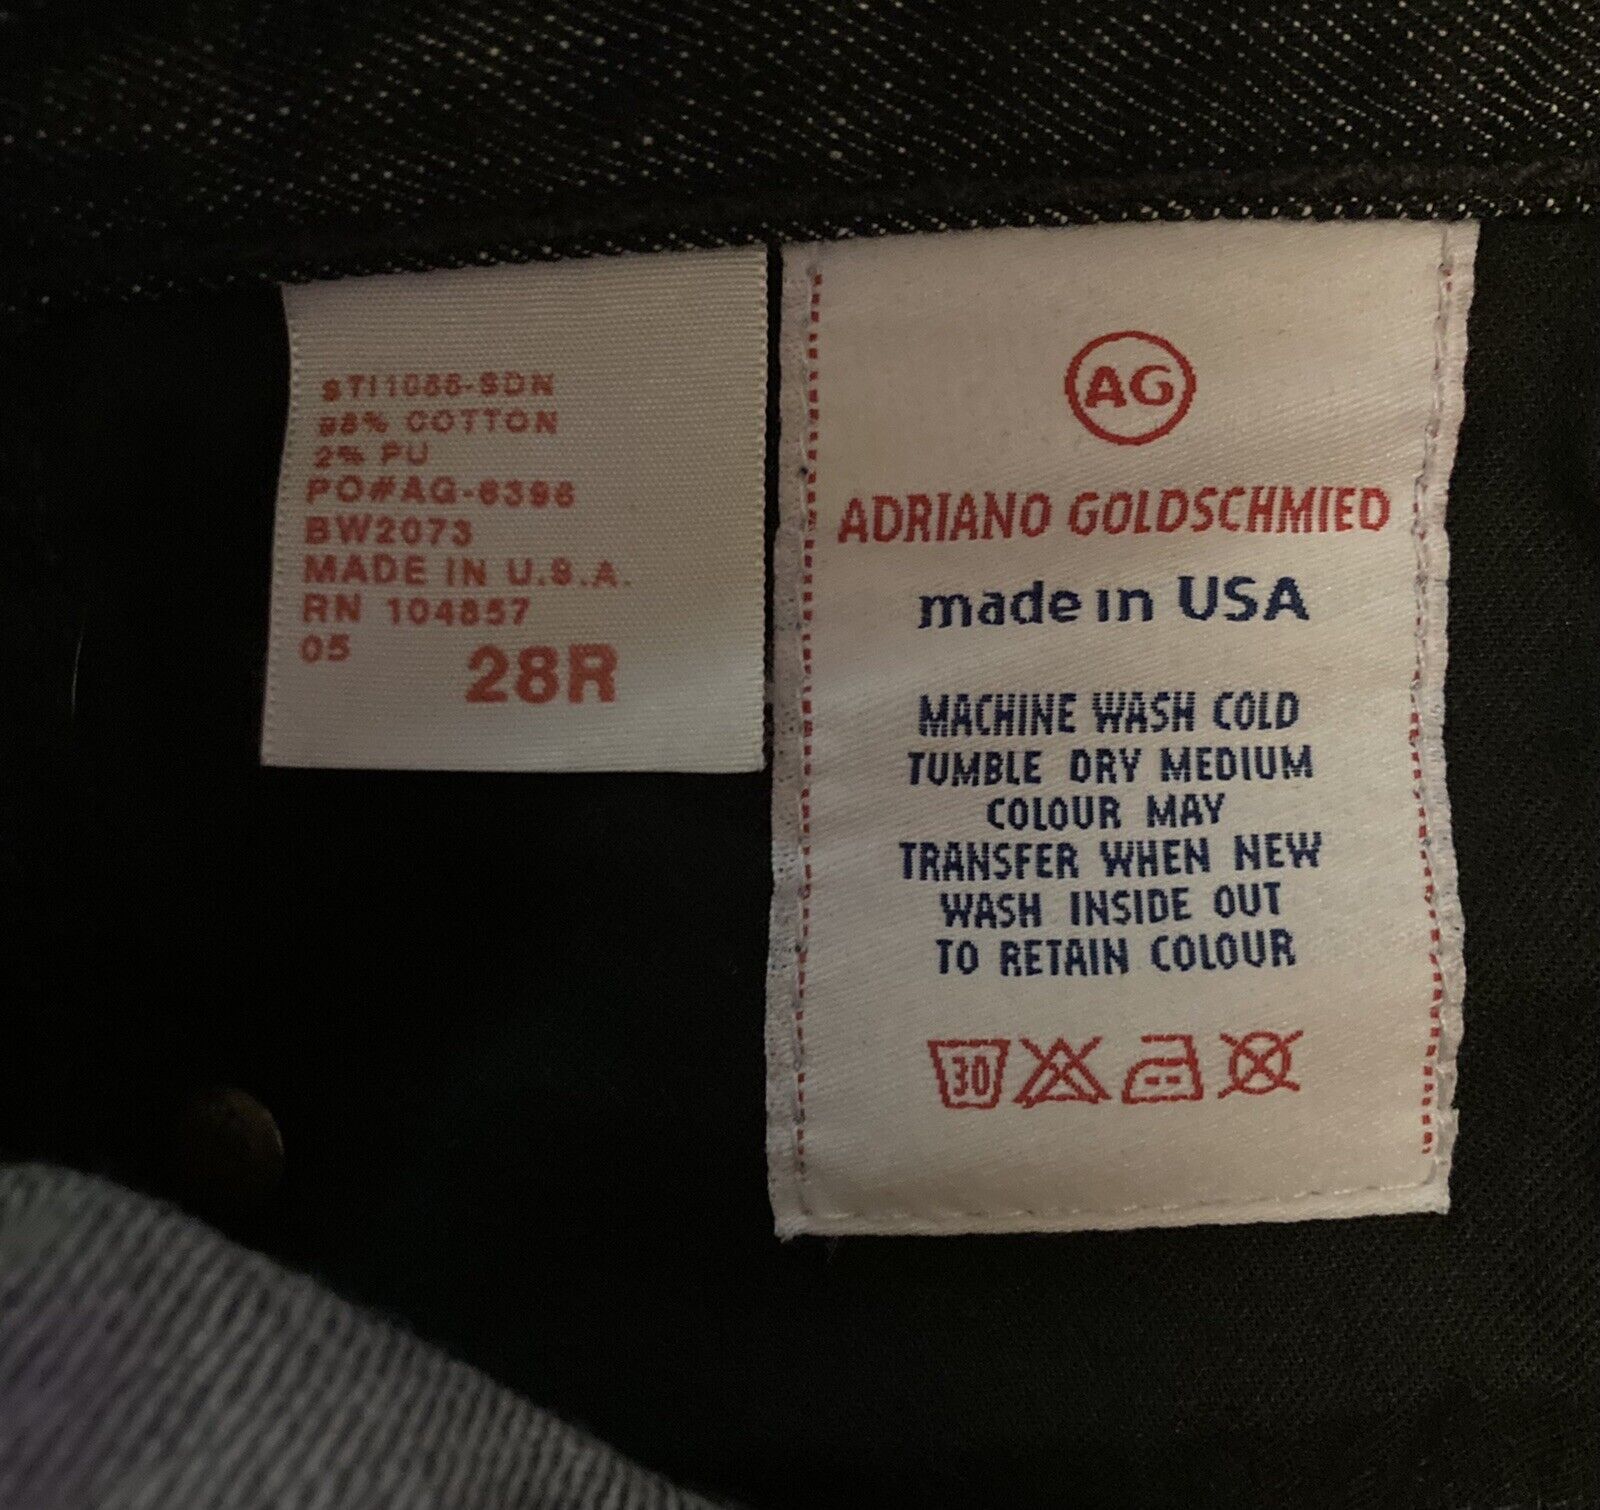 STI1086-SDN
98% COTTON
2% PU
PO#AG-6396
BW2073
MADE IN U.S.A.
RN 104857
05
28R
AG
ADRIANO GOLDSCHMIED
made in USA
MACHINE WASH COLD
TUMBLE DRY MEDIUM
COLOUR MAY
TRANSFER WHEN NEW
WASH INSIDE OUT
TO RETAIN COLOUR
30